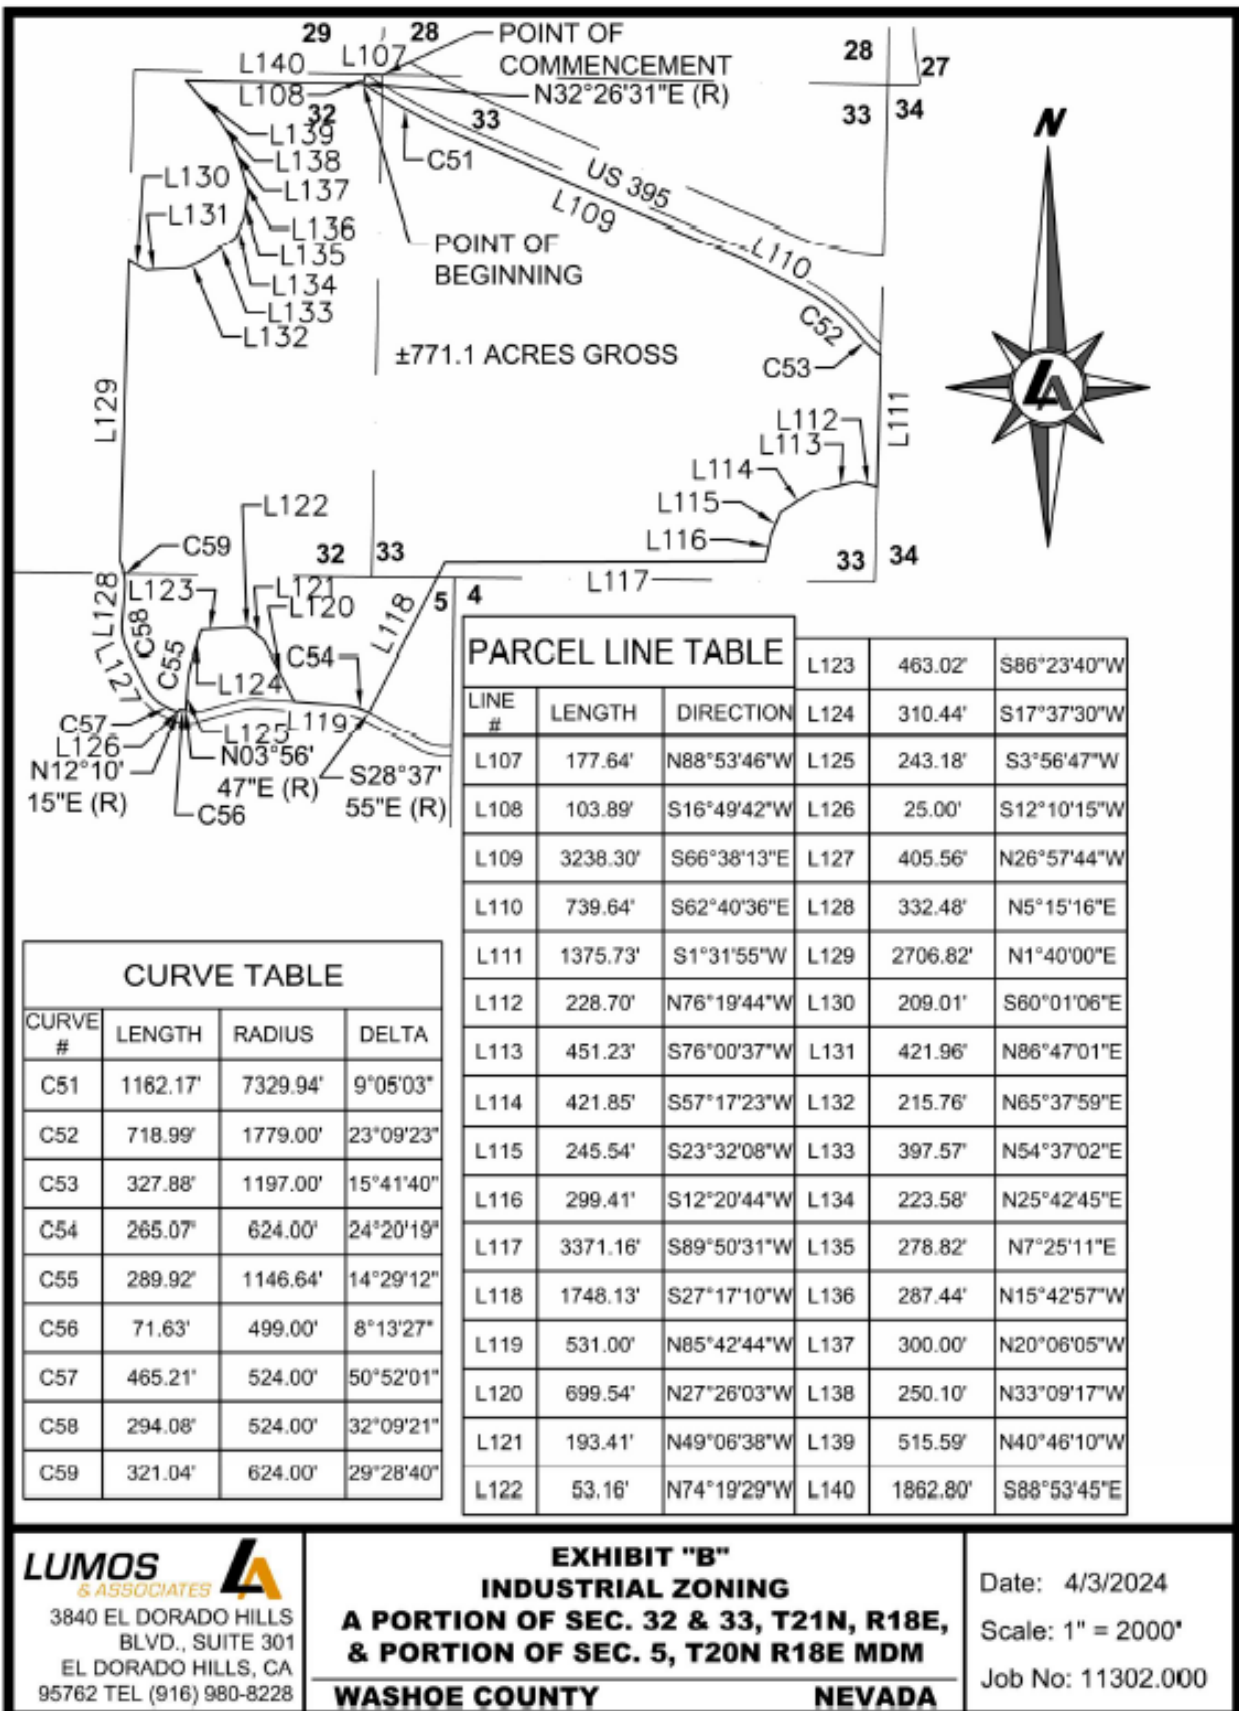 29
28
L107
L140
POINT OF
COMMENCEMENT
28
27
L108
N32°26'31"E (R)
32
33
33
34
N
L139
C51
L138
US 395
L130
L137
L109
L131
L136
L135
POINT OF
BEGINNING
L110
L134
L133
L132
C52
±771.1 ACRES GROSS
C53
LA
L129
L111
L112
L113
L114
L122
L115
C59
32
33
L116
33
34
L128
L123
L121
L120
L117
5
4
C58
L118
C55
C54
L127
L124
C57
L125
L119
L126
N03°56'
47"E (R)
N12°10'
15"E (R)
S28°37'
55"E (R)
C56
PARCEL LINE TABLE
LINE # LENGTH DIRECTION
L107 177.64' N88°53'46"W
L108 103.89' S16°49'42"W
L109 3238.30' S66°38'13"E
L110 739.64' S62°40'36"E
L111 1375.73' S1°31'55"W
L112 228.70' N76°19'44"W
L113 451.23' S76°00'37"W
L114 421.85' S57°17'23"W
L115 245.54' S23°32'08"W
L116 299.41' S12°20'44"W
L117 3371.16' S89°50'31"W
L118 1748.13' S27°17'10"W
L119 531.00' N85°42'44"W
L120 699.54' N27°26'03"W
L121 193.41' N49°06'38"W
L122 53.16' N74°19'29"W
L123 463.02' S86°23'40"W
L124 310.44' S17°37'30"W
L125 243.18' S3°56'47"W
L126 25.00' S12°10'15"W
L127 405.56' N26°57'44"W
L128 332.48' N5°15'16"E
L129 2706.82' N1°40'00"E
L130 209.01' S60°01'06"E
L131 421.96' N86°47'01"E
L132 215.76' N65°37'59"E
L133 397.57' N54°37'02"E
L134 223.58' N25°42'45"E
L135 278.82' N7°25'11"E
L136 287.44' N15°42'57"W
L137 300.00' N20°06'05"W
L138 250.10' N33°09'17"W
L139 515.59' N40°46'10"W
L140 1862.80' S88°53'45"E
CURVE TABLE
CURVE # LENGTH RADIUS DELTA
C51 1162.17' 7329.94' 9°05'03"
C52 718.99' 1779.00' 23°09'23"
C53 327.88' 1197.00' 15°41'40"
C54 265.07' 624.00' 24°20'19"
C55 289.92' 1146.64' 14°29'12"
C56 71.63' 499.00' 8°13'27"
C57 465.21' 524.00' 50°52'01"
C58 294.08' 524.00' 32°09'21"
C59 321.04' 624.00' 29°28'40"
LUMOS
& ASSOCIATES
LA
3840 EL DORADO HILLS
BLVD., SUITE 301
EL DORADO HILLS, CA
95762 TEL (916) 980-8228
EXHIBIT "B"
INDUSTRIAL ZONING
A PORTION OF SEC. 32 & 33, T21N, R18E,
& PORTION OF SEC. 5, T20N R18E MDM
WASHOE COUNTY NEVADA
Date: 4/3/2024
Scale: 1" = 2000'
Job No: 11302.000